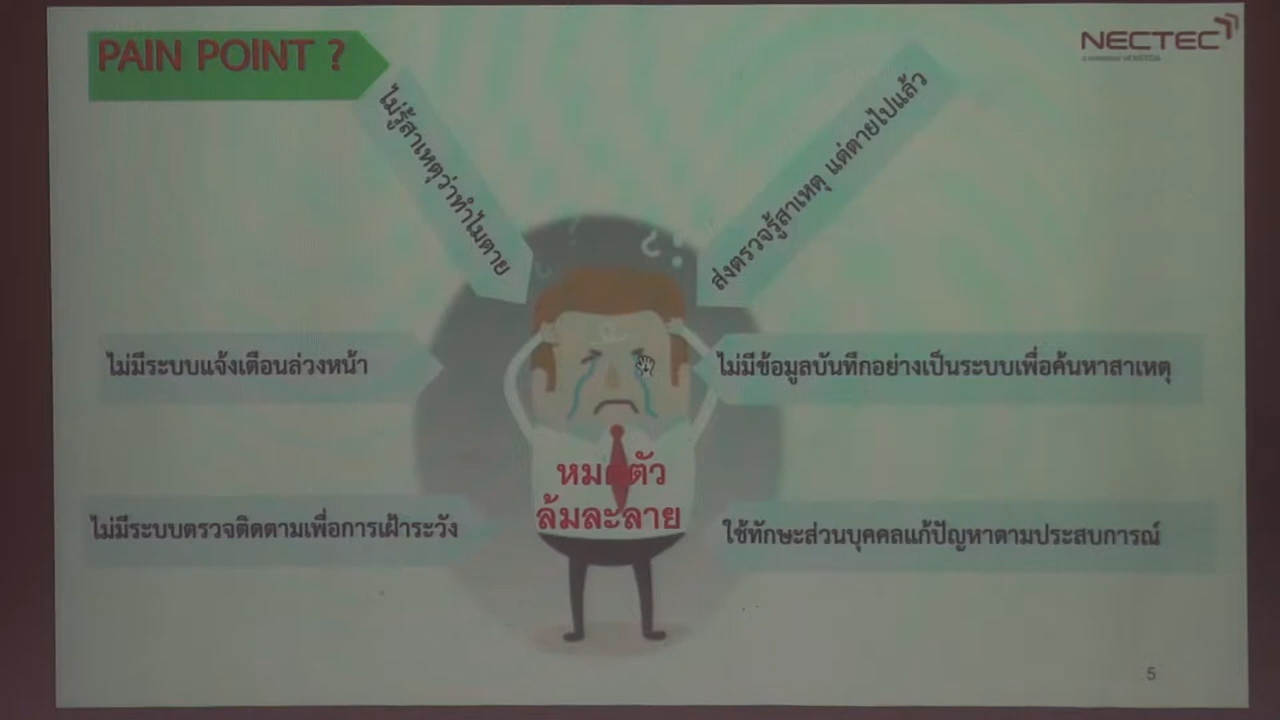 PAIN POINT ?
NECTEC
a member of NSTDA
ไม่รู้สาเหตุว่าทำไมตาย
ส่งตรวจรู้สาเหตุ แต่ตายไปแล้ว
ไม่มีระบบแจ้งเตือนล่วงหน้า
ไม่มีข้อมูลบันทึกอย่างเป็นระบบเพื่อค้นหาสาเหตุ
หมดตัว
ล้มละลาย
ไม่มีระบบตรวจติดตามเพื่อการเฝ้าระวัง
ใช้ทักษะส่วนบุคคลแก้ปัญหาตามประสบการณ์
5